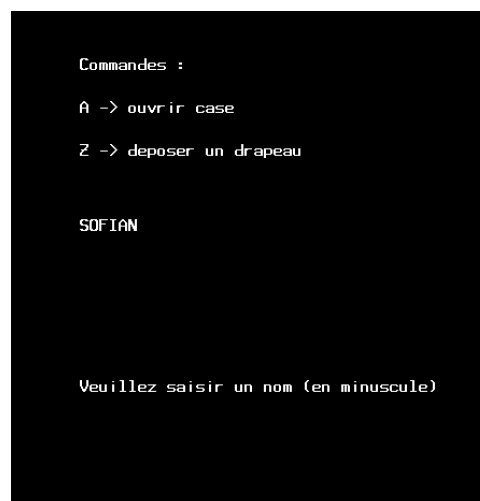 Commandes :
A -> ouvrir case
Z -> deposer un drapeau
SOFIAN
Veuillez saisir un nom (en minuscule)